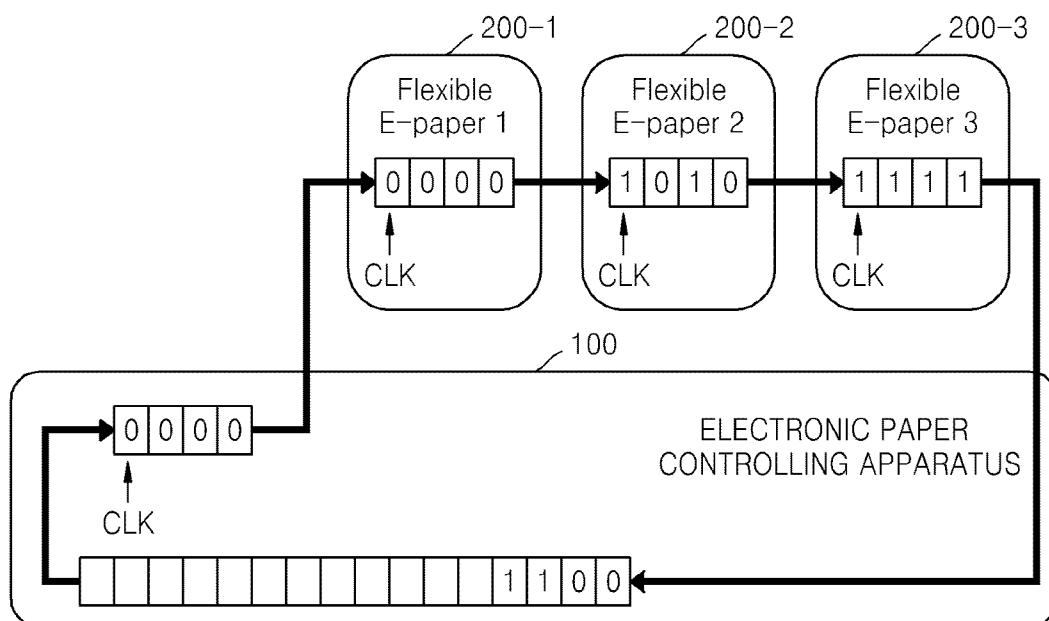 200-1 200-2 200-3
Flexible
E-paper 1
Flexible
E-paper 2
Flexible
E-paper 3
0 0 0 0
1 0 1 0
1 1 1 1
CLK
CLK
CLK
100
0 0 0 0
CLK
ELECTRONIC PAPER
CONTROLLING APPARATUS
1 1 0 0